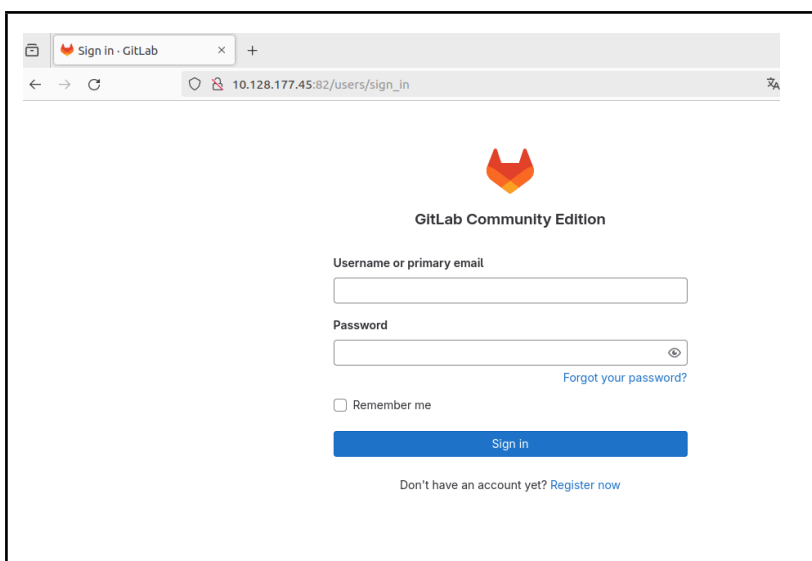 Sign in · GitLab
10.128.177.45:82/users/sign_in
GitLab Community Edition
Username or primary email
Password
Forgot your password?
Remember me
Sign in
Don't have an account yet? Register now